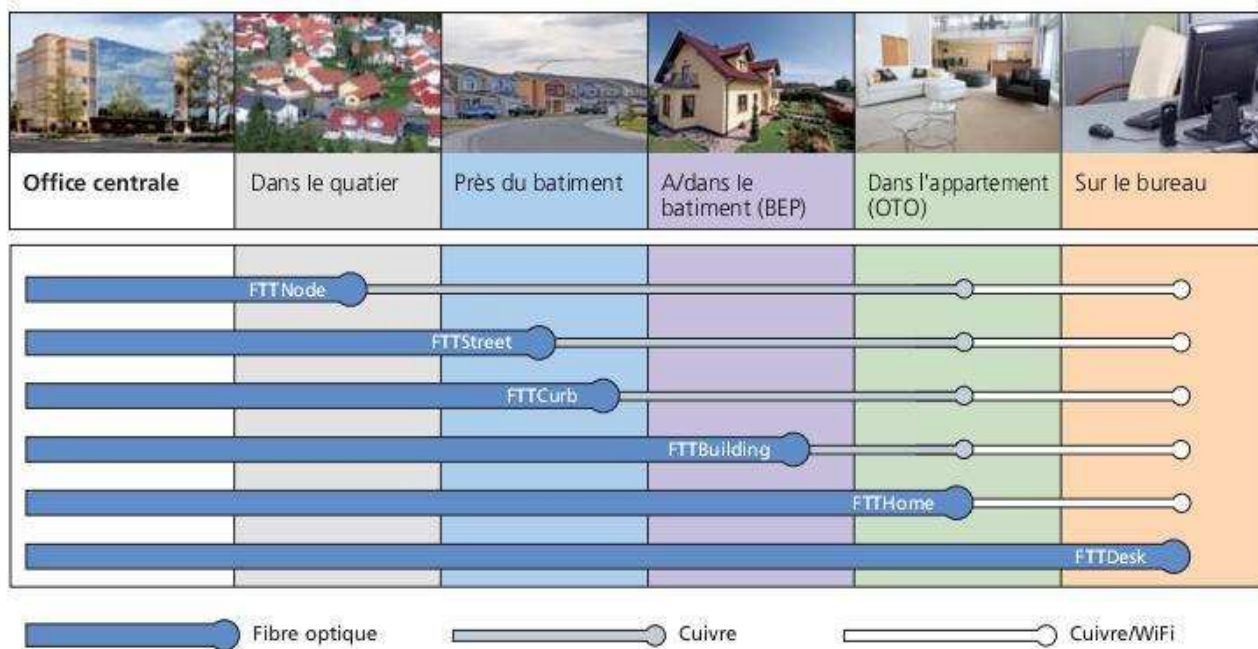 Office centrale
Dans le quatier
Près du batiment
A/dans le
batiment (BEP)
Dans l'appartement
(OTO)
Sur le bureau
FTTNode
FTTStreet
FTTCurb
FTTBuilding
FTTHome
FTTDesk
Fibre optique
Cuivre
Cuivre/WiFi